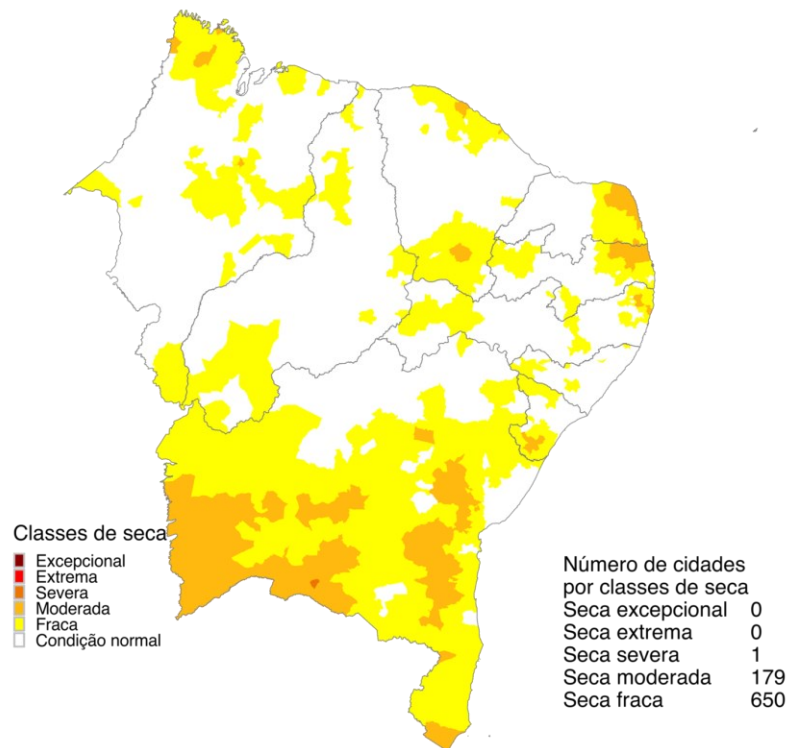 Classes de seca
Excepcional
Extrema
Severa
Moderada
Fraca
Condição normal
Número de cidades
por classes de seca
Seca excepcional 0
Seca extrema 0
Seca severa 1
Seca moderada 179
Seca fraca 650